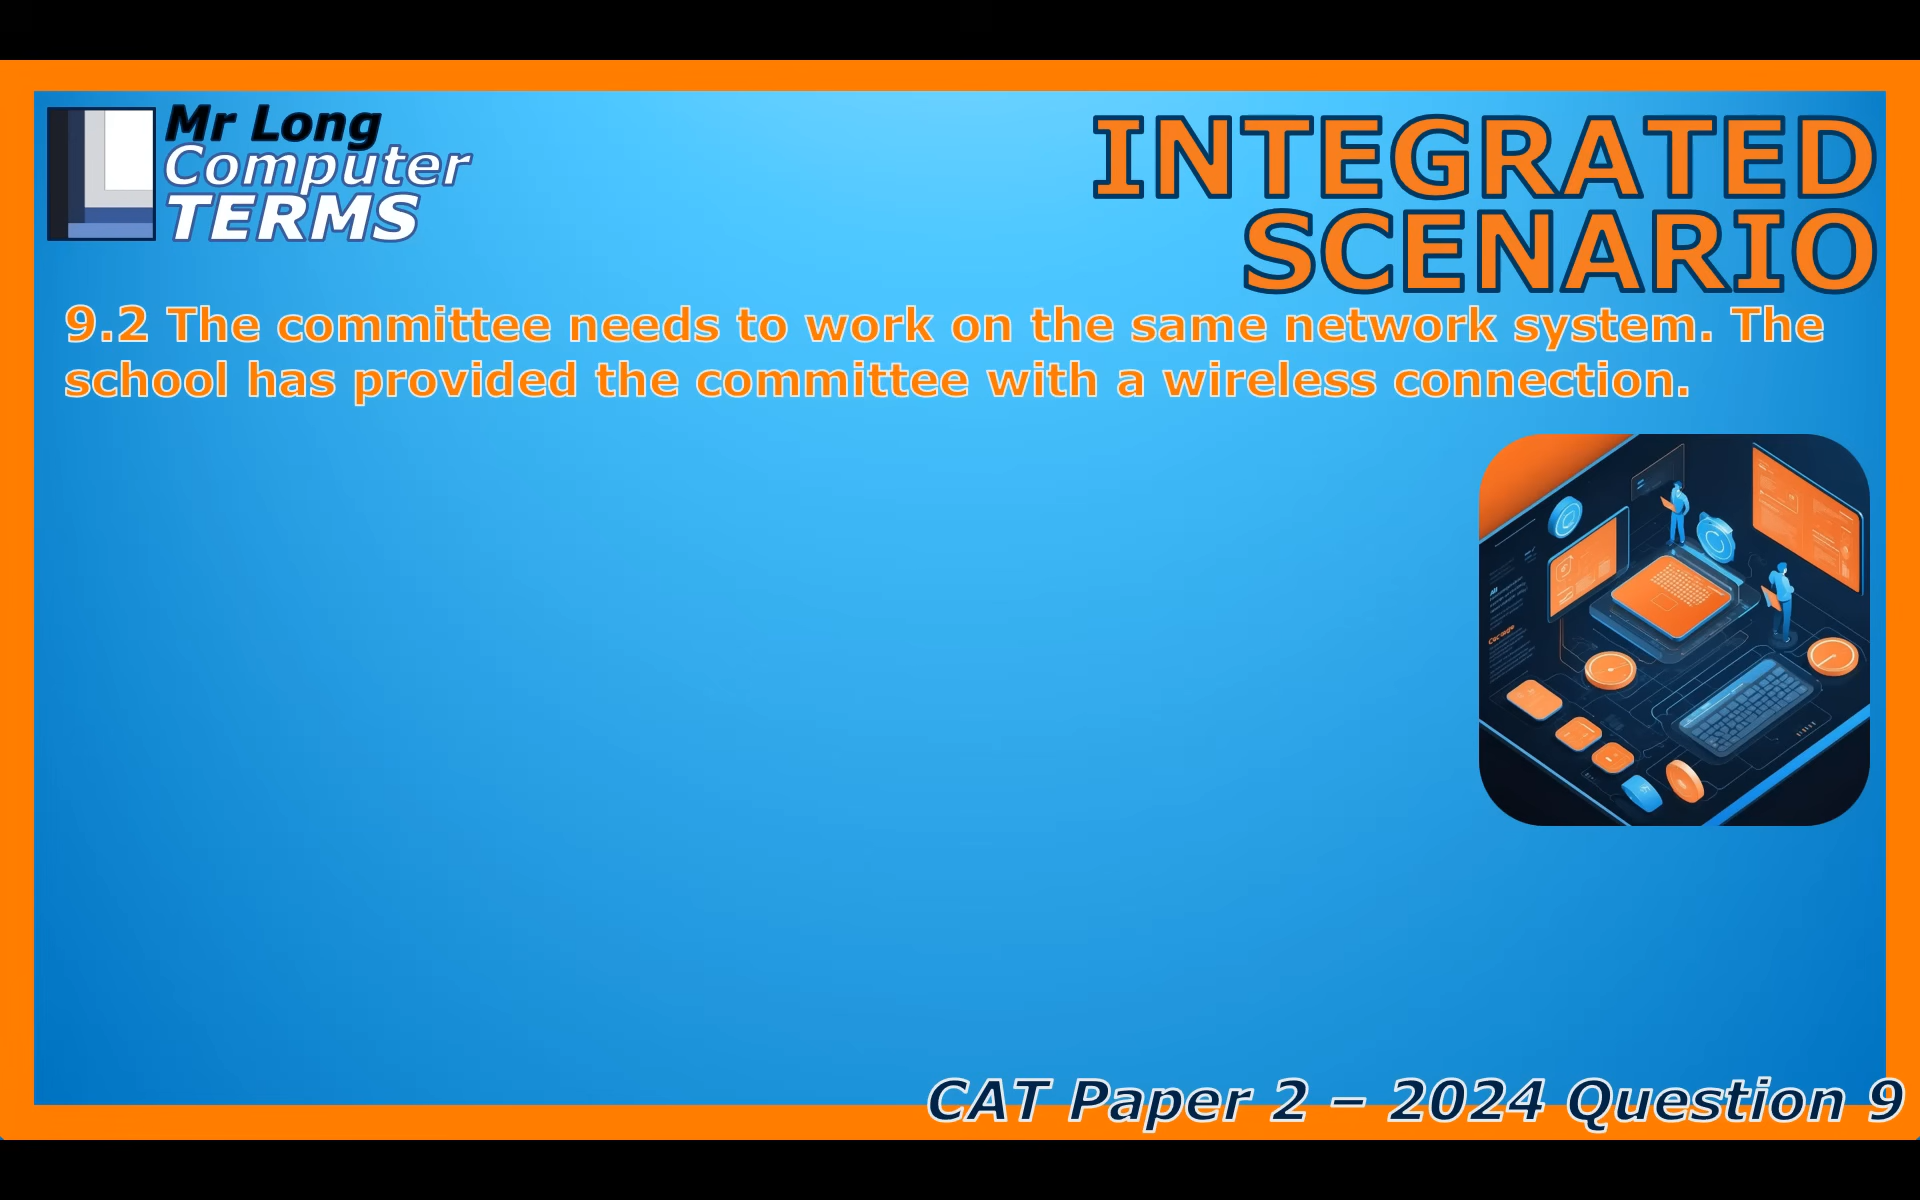 Mr Long
Computer
TERMS
INTEGRATED
SCENARIO
9.2 The committee needs to work on the same network system. The
school has provided the committee with a wireless connection.
CAT Paper 2 – 2024 Question 9